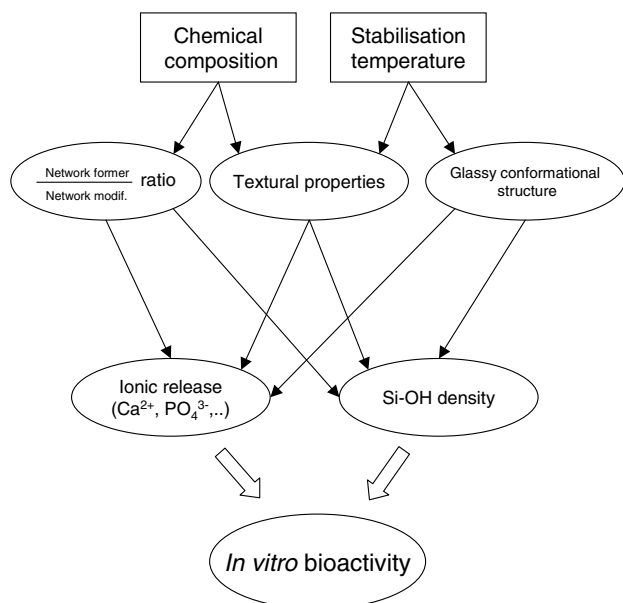 Chemical
composition
Stabilisation
temperature
Network former
Network modif.
ratio
Textural properties
Glassy conformational
structure
Ionic release
(Ca²⁺, PO₄³⁻,..)
Si-OH density
In vitro bioactivity